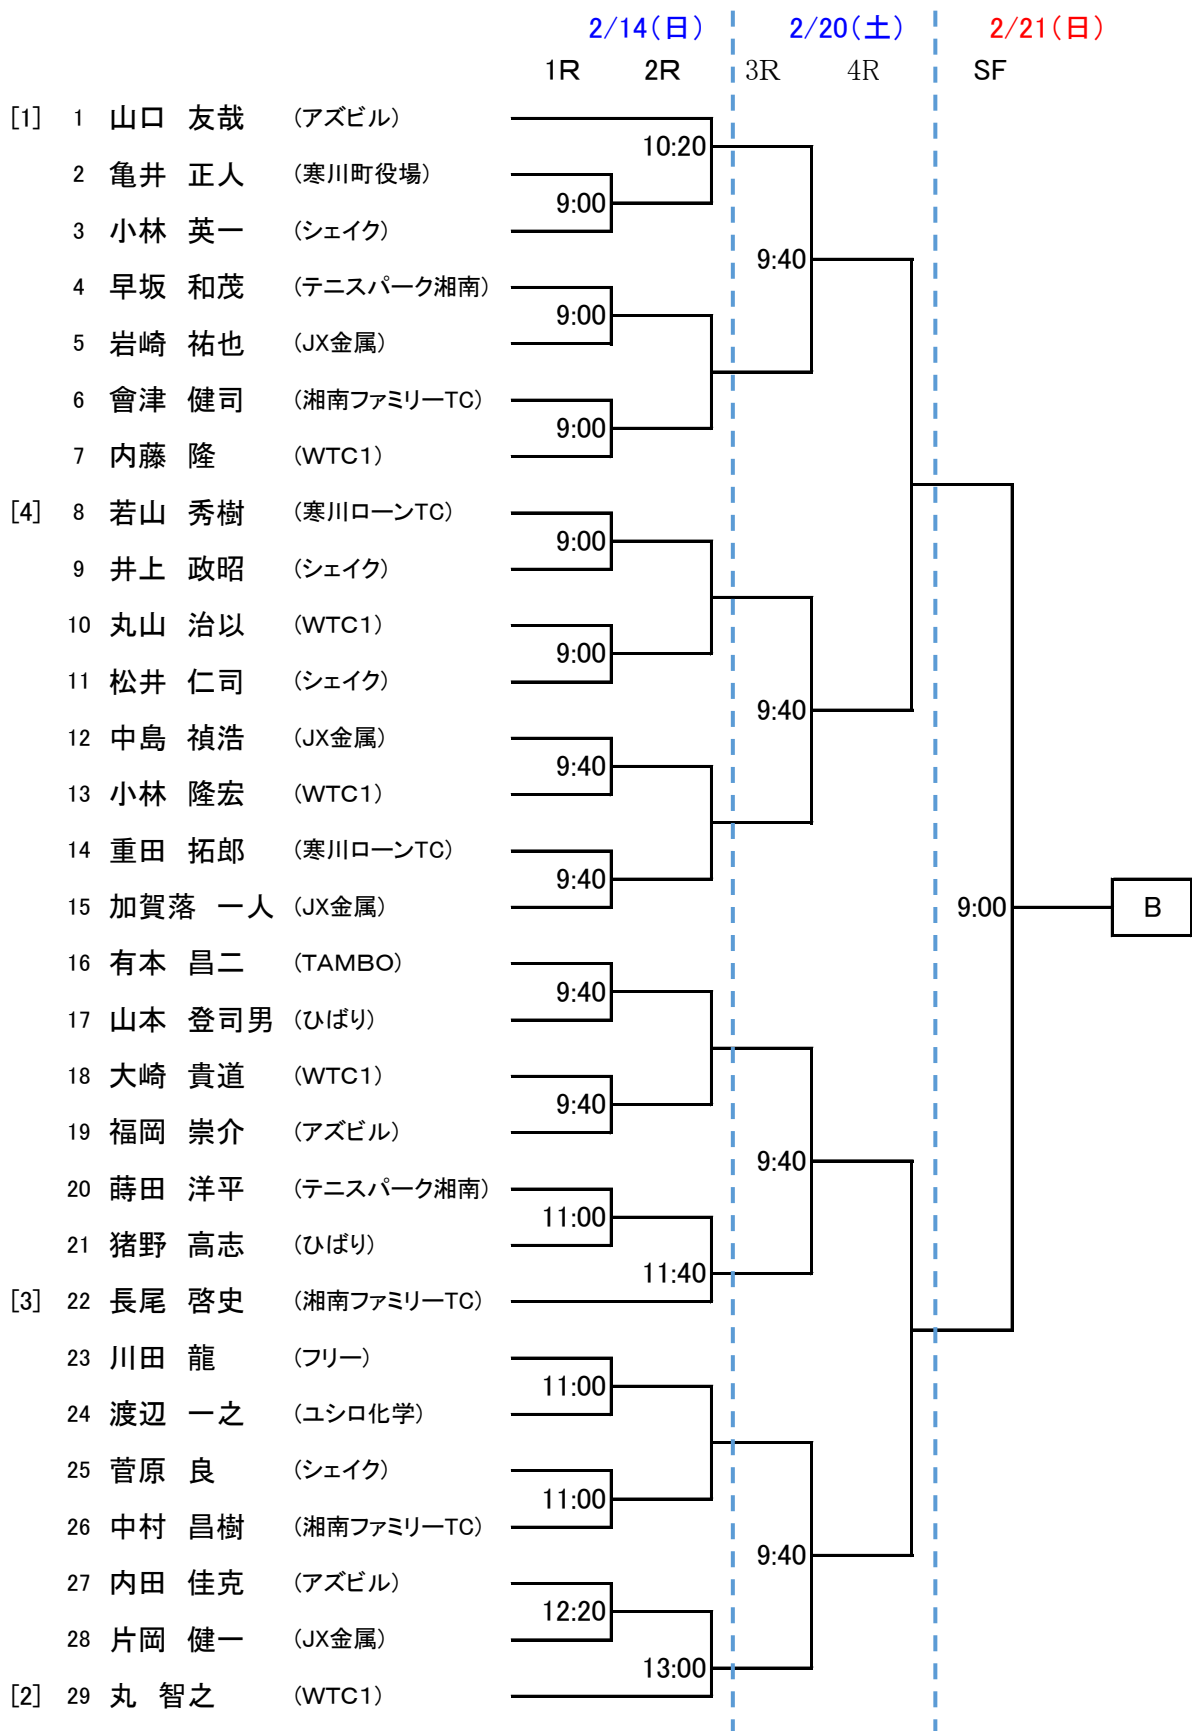 2/14(日) 2/20(土) 2/21(日)
1R 2R 3R 4R SF
[1] 1 山口 友哉 (アズビル)
10:20
2 亀井 正人 (寒川町役場)
9:00
3 小林 英一 (シェイク)
9:40
4 早坂 和茂 (テニスパーク湘南)
9:00
5 岩崎 祐也 (JX金属)
6 會津 健司 (湘南ファミリーTC)
9:00
7 内藤 隆 (WTC1)
[4] 8 若山 秀樹 (寒川ローンTC)
9:00
9 井上 政昭 (シェイク)
10 丸山 治以 (WTC1)
9:00
11 松井 仁司 (シェイク)
9:40
12 中島 禎浩 (JX金属)
9:40
13 小林 隆宏 (WTC1)
14 重田 拓郎 (寒川ローンTC)
9:40
15 加賀落 一人 (JX金属) 9:00 B
16 有本 昌二 (TAMBO)
9:40
17 山本 登司男 (ひばり)
18 大崎 貴道 (WTC1)
9:40
19 福岡 崇介 (アズビル)
9:40
20 蒔田 洋平 (テニスパーク湘南)
11:00
21 猪野 高志 (ひばり)
11:40
[3] 22 長尾 啓史 (湘南ファミリーTC)
23 川田 龍 (フリー)
11:00
24 渡辺 一之 (ユシロ化学)
25 菅原 良 (シェイク)
11:00
26 中村 昌樹 (湘南ファミリーTC)
9:40
27 内田 佳克 (アズビル)
12:20
28 片岡 健一 (JX金属)
13:00
[2] 29 丸 智之 (WTC1)